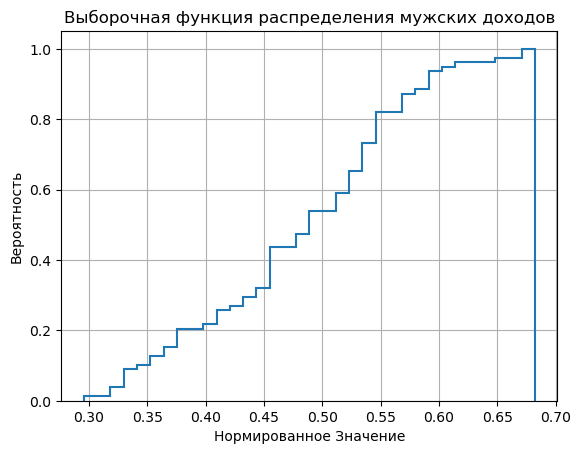 Выборочная функция распределения мужских доходов
1.0
0.8
0.6
0.4
0.2
0.0
Вероятность
0.30 0.35 0.40 0.45 0.50 0.55 0.60 0.65 0.70
Нормированное Значение